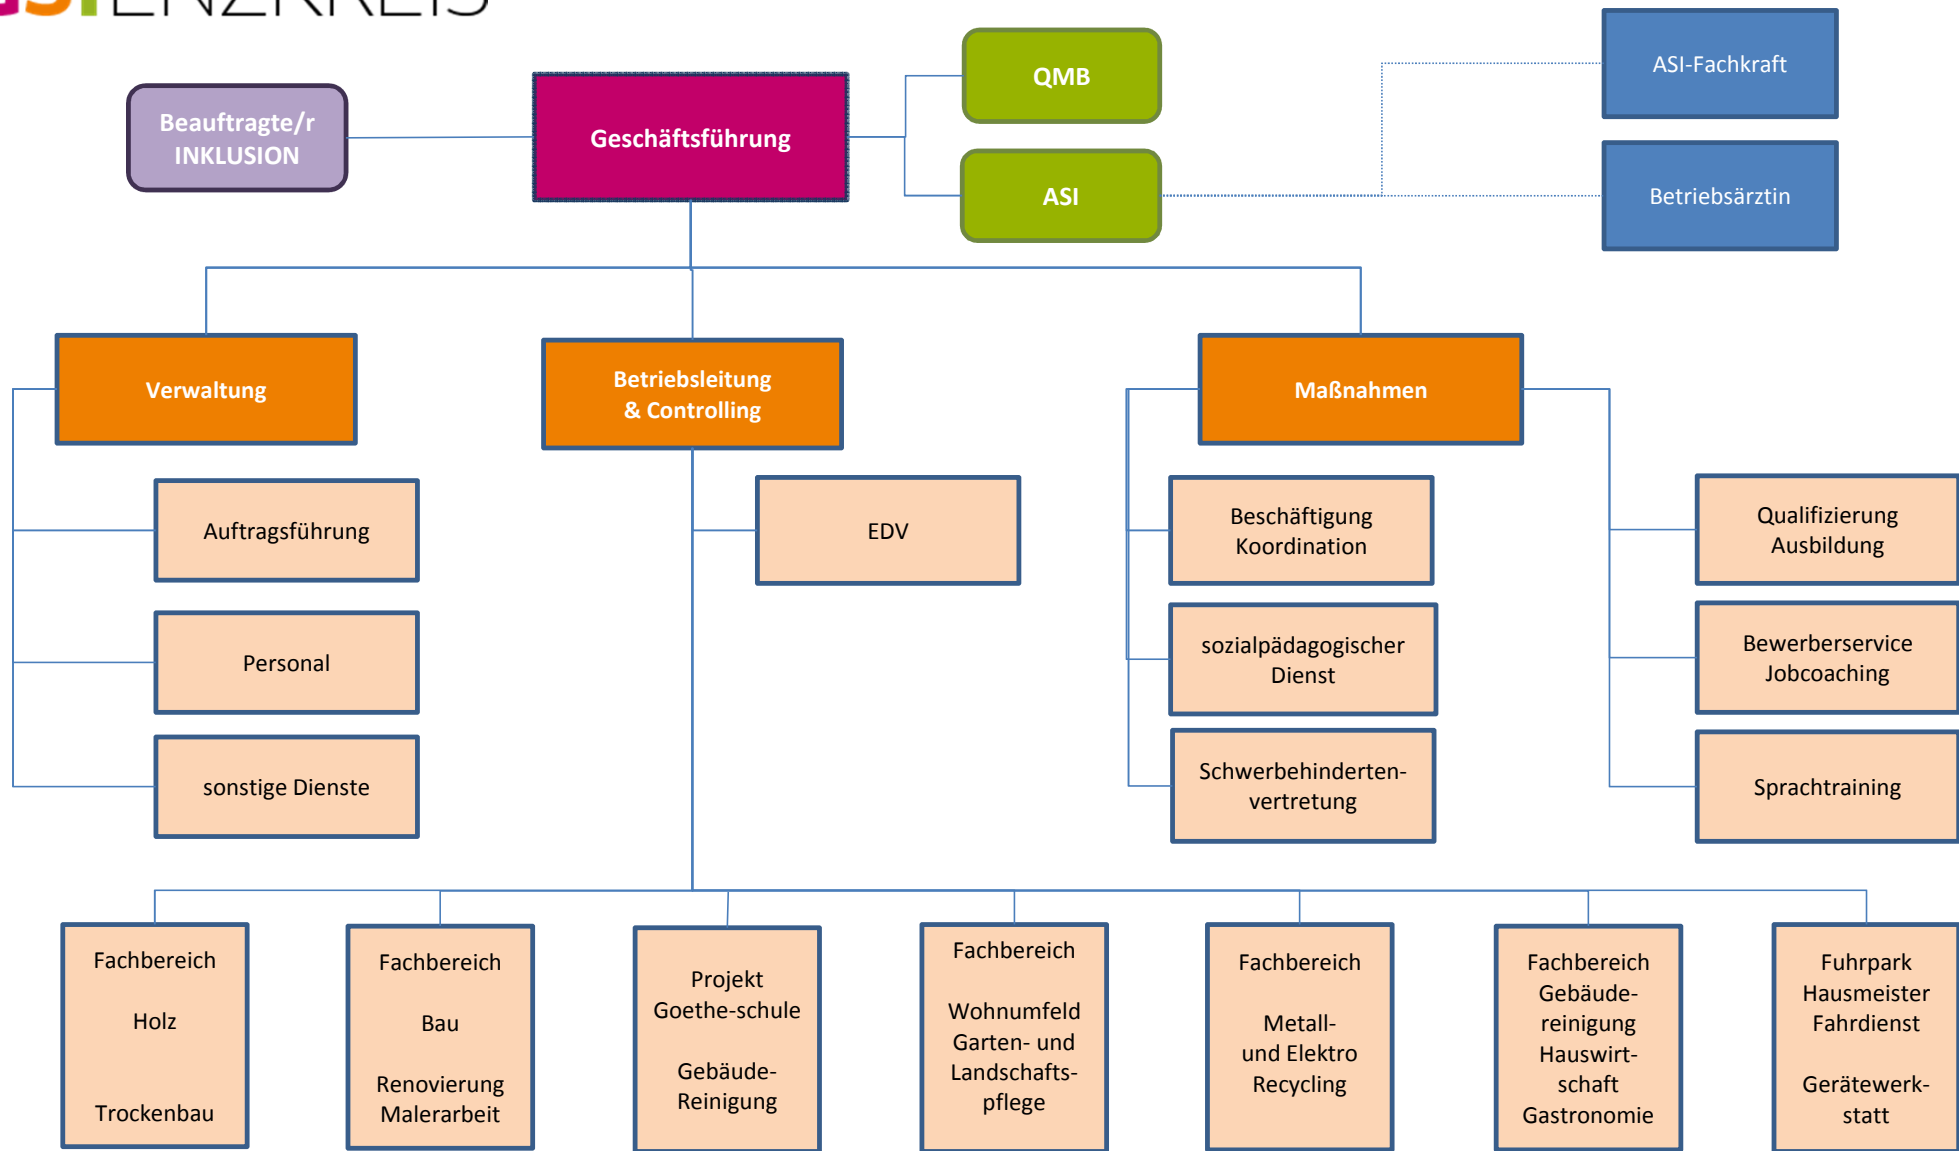 GSI ENZKREIS
QMB
ASI-Fachkraft
Beauftragte/r
INKLUSION
Geschäftsführung
ASI
Betriebsärztin
Verwaltung
Betriebsleitung
& Controlling
Maßnahmen
Auftragsführung
EDV
Beschäftigung
Koordination
Qualifizierung
Ausbildung
Personal
sozialpädagogischer
Dienst
Bewerberservice
Jobcoaching
sonstige Dienste
Schwerbehinderten-
vertretung
Sprachtraining
Fachbereich
Holz
Trockenbau
Fachbereich
Bau
Renovierung
Malerarbeit
Projekt
Goethe-schule
Gebäude-
Reinigung
Fachbereich
Wohnumfeld
Garten- und
Landschafts-
pflege
Fachbereich
Metall-
und Elektro
Recycling
Fachbereich
Gebäude-
reinigung
Hauswirt-
schaft
Gastronomie
Fuhrpark
Hausmeister
Fahrdienst
Gerätewerk-
statt